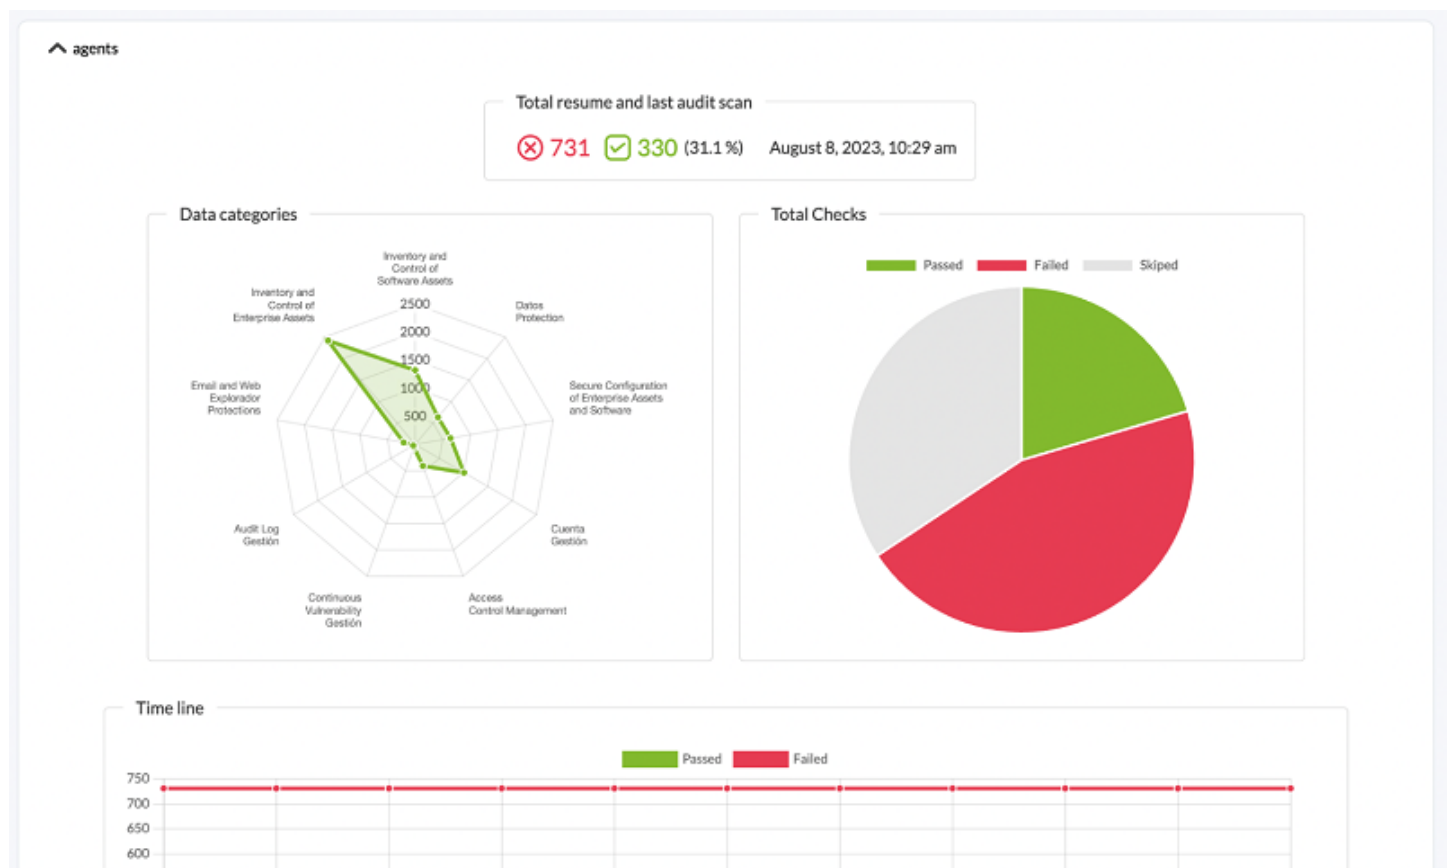 agents
Total resume and last audit scan
731 330 (31.1 %) August 8, 2023, 10:29 am
Data categories
Inventory and
Control of
Software Assets
Inventory and
Control of
Enterprise Assets
Datos
Protection
2500
2000
1500
1000
500
Email and Web
Explorador
Protections
Secure Configuration
of Enterprise Assets
and Software
Audit Log
Gestión
Cuenta
Gestión
Continuous
Vulnerability
Gestión
Access
Control Management
Total Checks
Passed Failed Skiped
Time line
Passed Failed
750
700
650
600